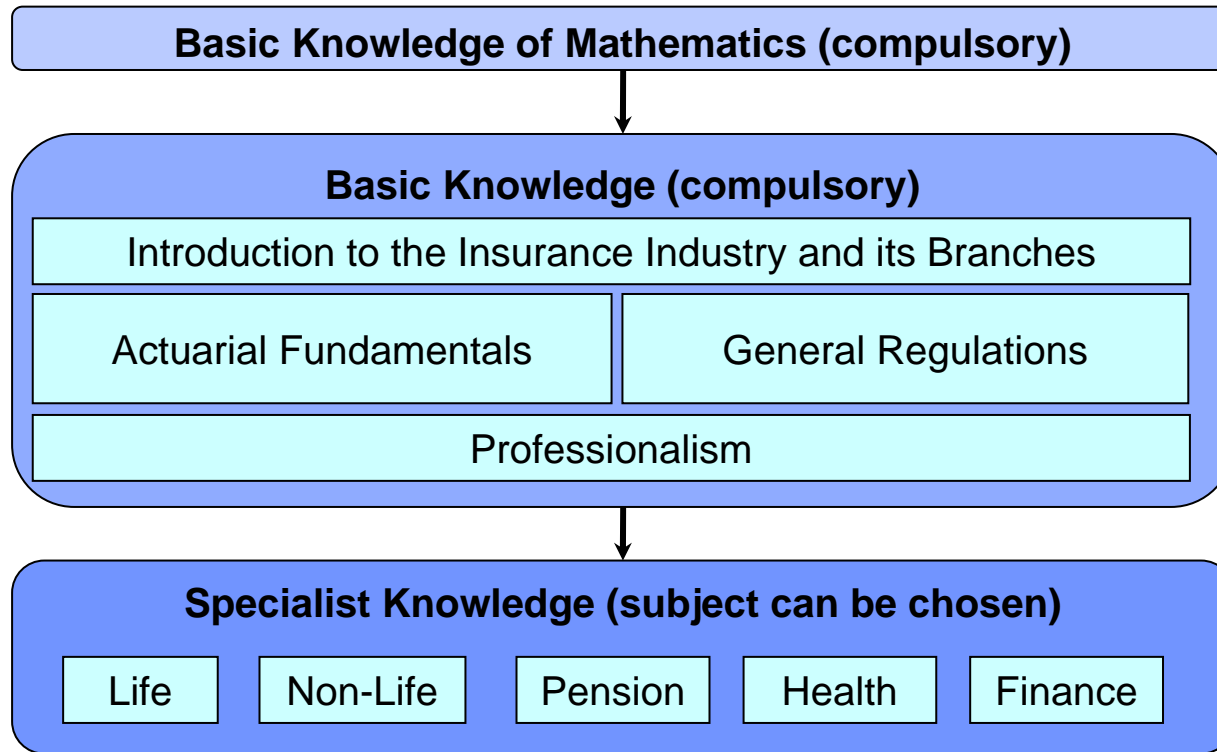 Basic Knowledge of Mathematics (compulsory)
Basic Knowledge (compulsory)
Introduction to the Insurance Industry and its Branches
Actuarial Fundamentals
General Regulations
Professionalism
Specialist Knowledge (subject can be chosen)
Life
Non-Life
Pension
Health
Finance